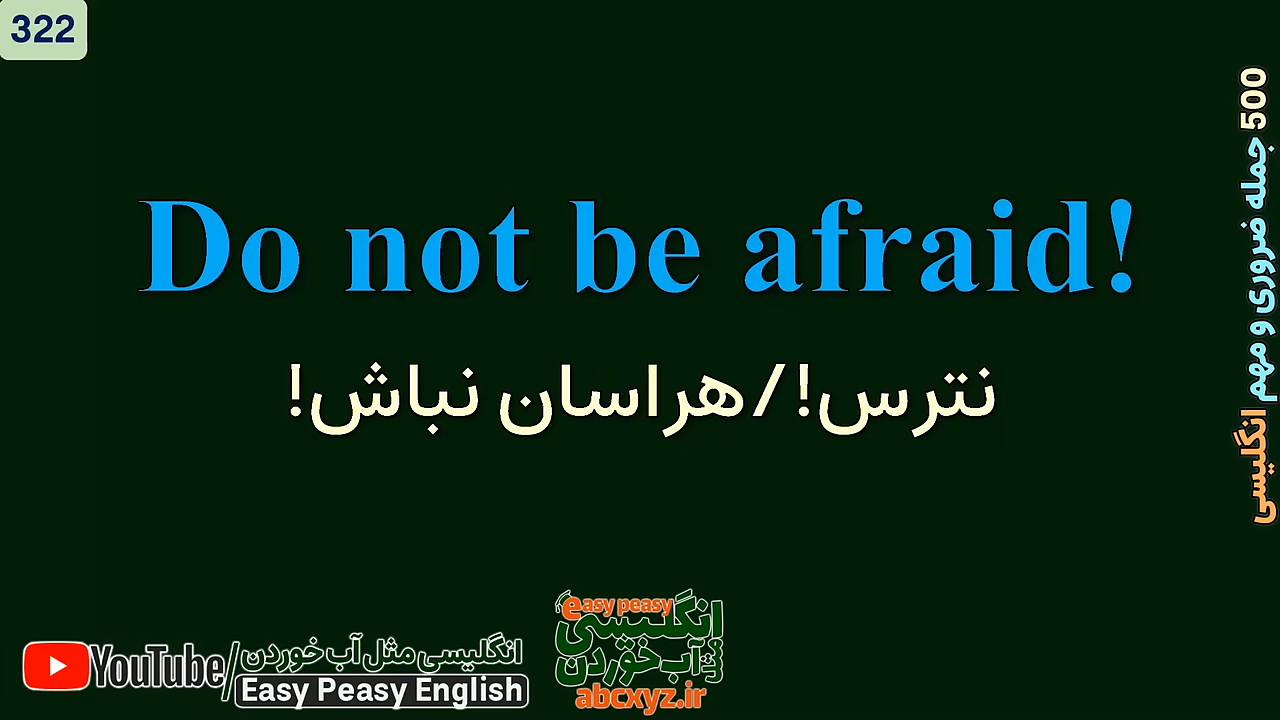 322
500 جمله ضروری و مهم انگلیسی
Do not be afraid!
نترس!/هراسان نباش!
YouTube/انگلیسی مثل آب خوردن
Easy Peasy English
easy peasy
انگلیسی
مثل آب خوردن
abcxyz.ir